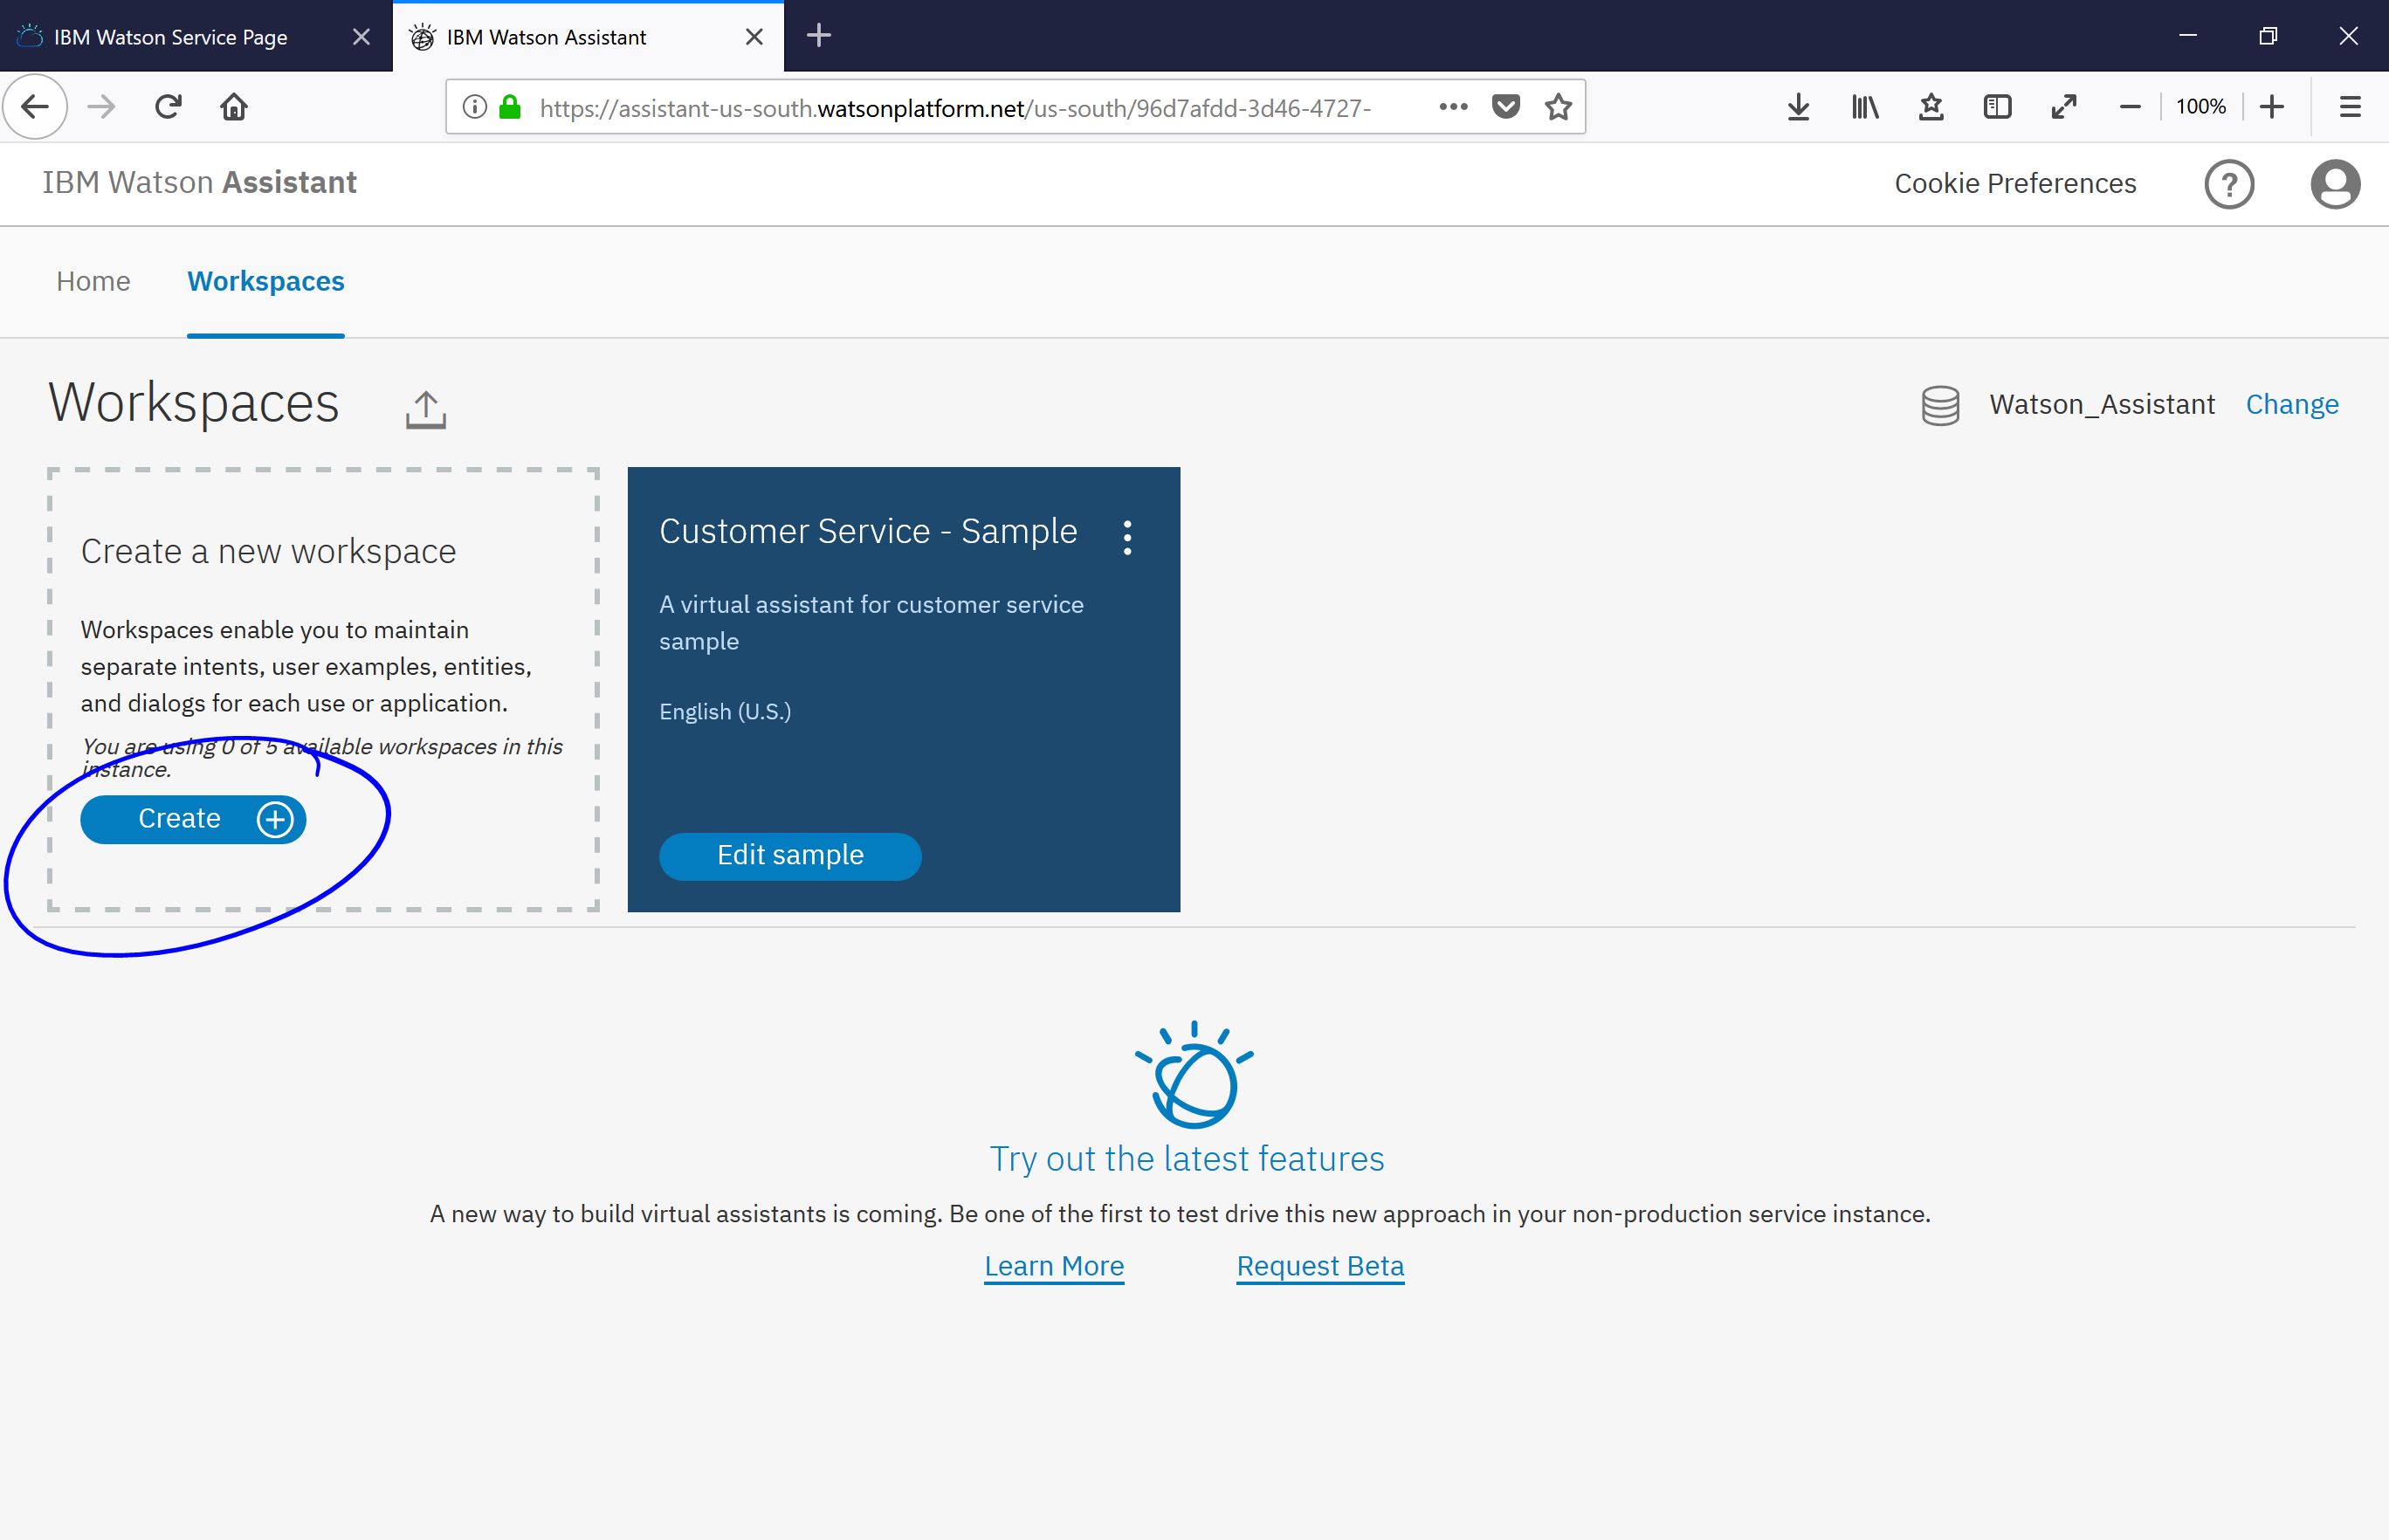 IBM Watson Service Page
IBM Watson Assistant
https://assistant-us-south.watsonplatform.net/us-south/96d7afdd-3d46-4727-
100%
IBM Watson Assistant
Cookie Preferences
?
Home
Workspaces
Workspaces
Watson_Assistant
Change
Create a new workspace
Workspaces enable you to maintain
separate intents, user examples, entities,
and dialogs for each use or application.
You are using 0 of 5 available workspaces in this
instance.
Create
Customer Service - Sample
A virtual assistant for customer service
sample
English (U.S.)
Edit sample
Try out the latest features
A new way to build virtual assistants is coming. Be one of the first to test drive this new approach in your non-production service instance.
Learn More
Request Beta